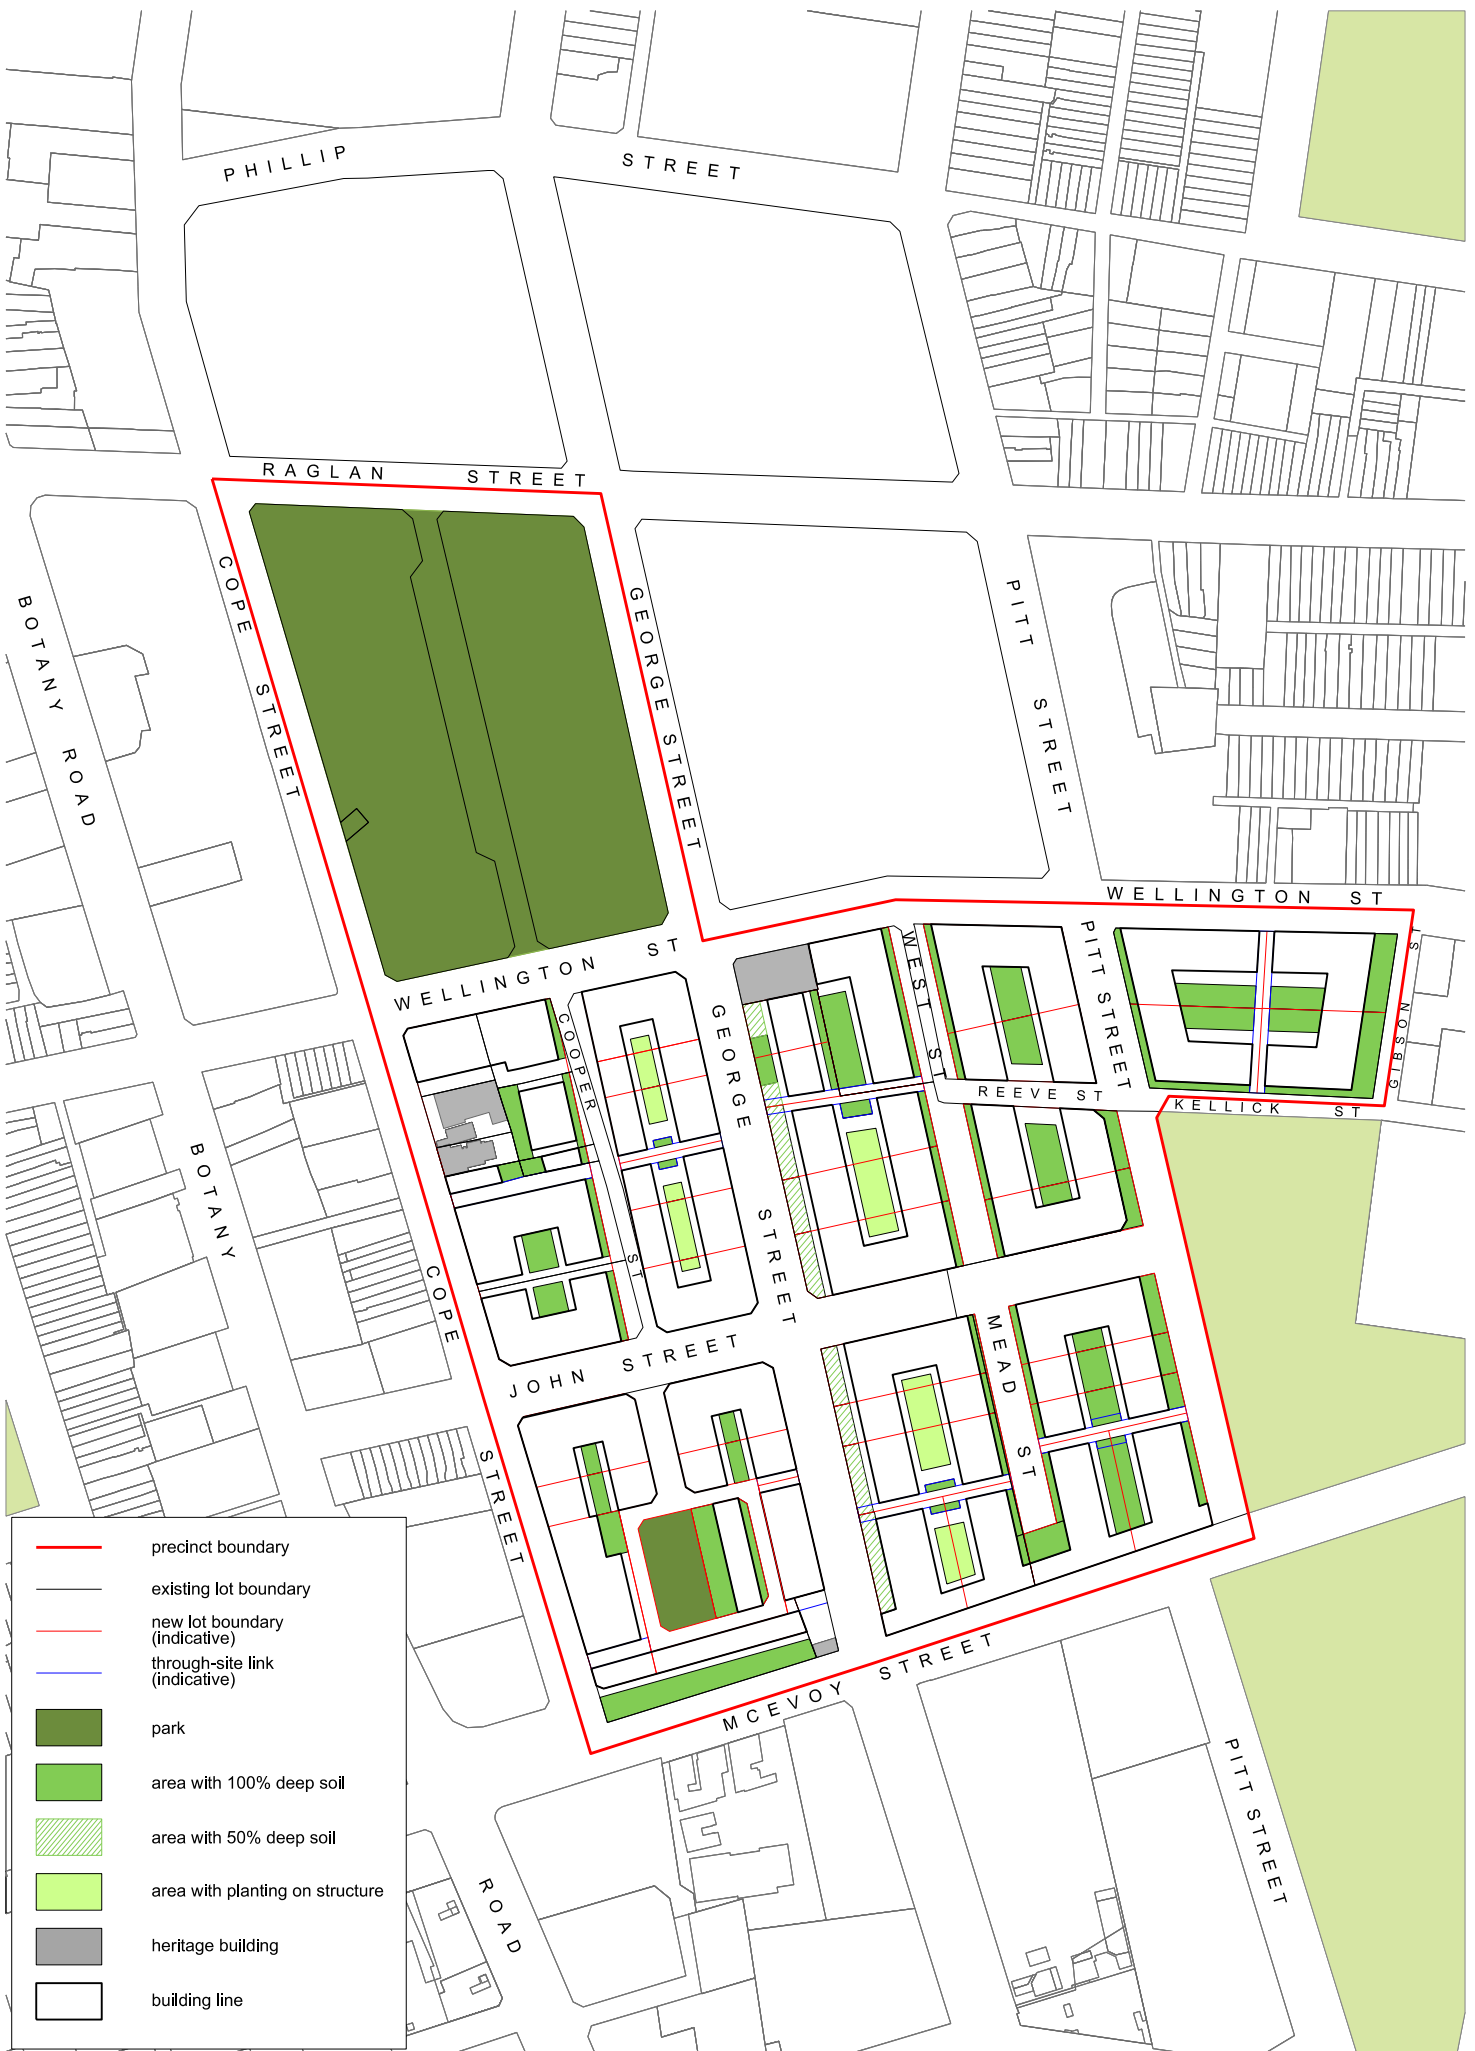 PHILLIP STREET
RAGLAN STREET
COPE STREET
GEORGE STREET
PITT STREET
BOTANY ROAD
WELLINGTON ST
WELLINGTON ST
WEST ST
PITT STREET
GIBSON ST
COOPER ST
GEORGE STREET
REEVE ST
KELLICK ST
BOTANY ROAD
COPE STREET
JOHN STREET
MEAD ST
MCEVOY STREET
PITT STREET
precinct boundary
existing lot boundary
new lot boundary
(indicative)
through-site link
(indicative)
park
area with 100% deep soil
area with 50% deep soil
area with planting on structure
heritage building
building line